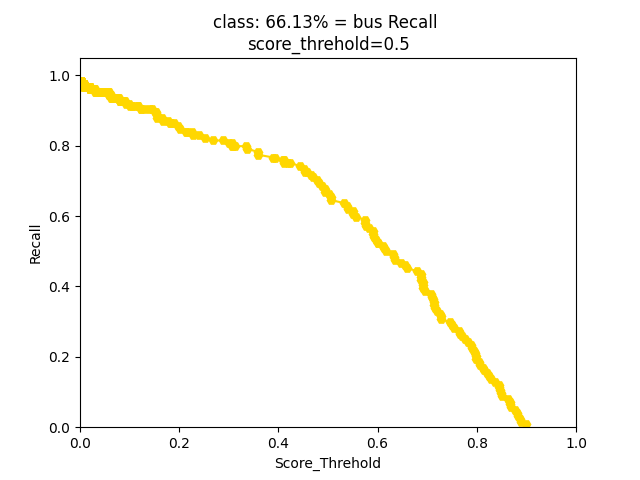 class: 66.13% = bus Recall
score_threhold=0.5
1.0
0.8
0.6
0.4
0.2
0.0
Recall
0.0 0.2 0.4 0.6 0.8 1.0
Score_Threhold